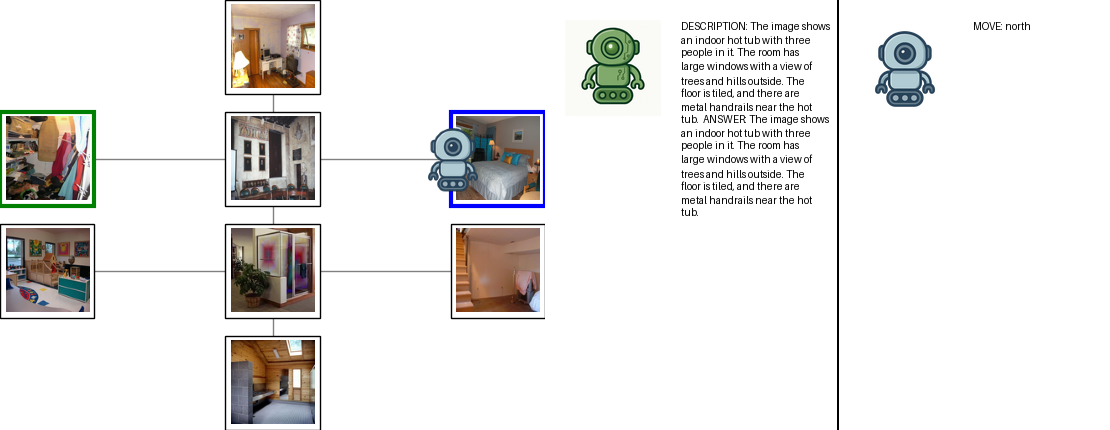 DESCRIPTION: The image shows
an indoor hot tub with three
people in it. The room has
large windows with a view of
trees and hills outside. The
floor is tiled, and there are
metal handrails near the hot
tub. ANSWER: The image shows
an indoor hot tub with three
people in it. The room has
large windows with a view of
trees and hills outside. The
floor is tiled, and there are
metal handrails near the hot
tub.
MOVE: north